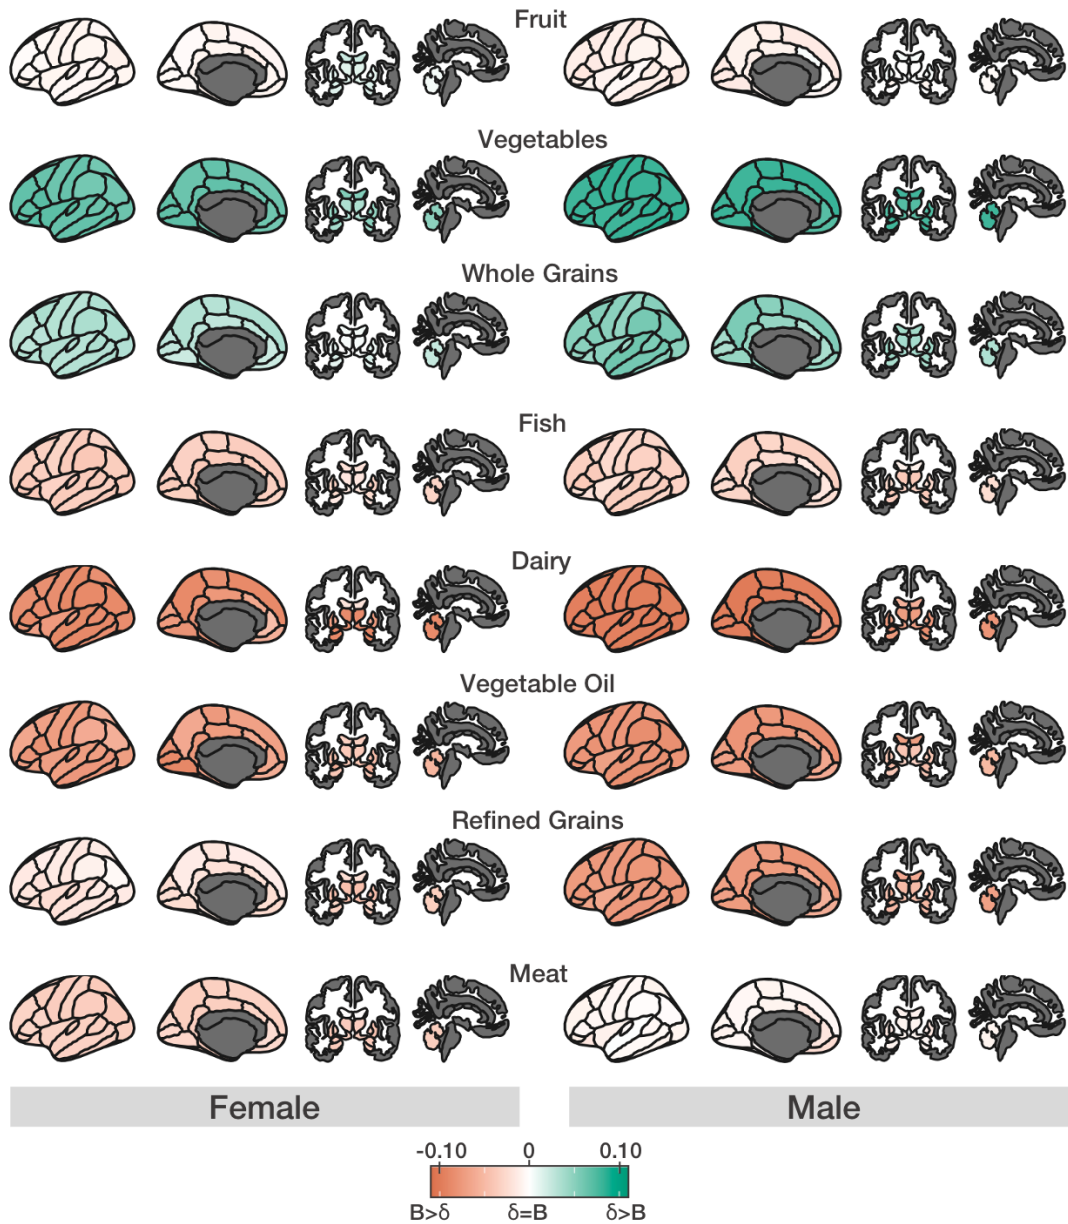 Fruit
Vegetables
Whole Grains
Fish
Dairy
Vegetable Oil
Refined Grains
Meat
Female Male
-0.10 0 0.10
B>δ δ=B δ>B